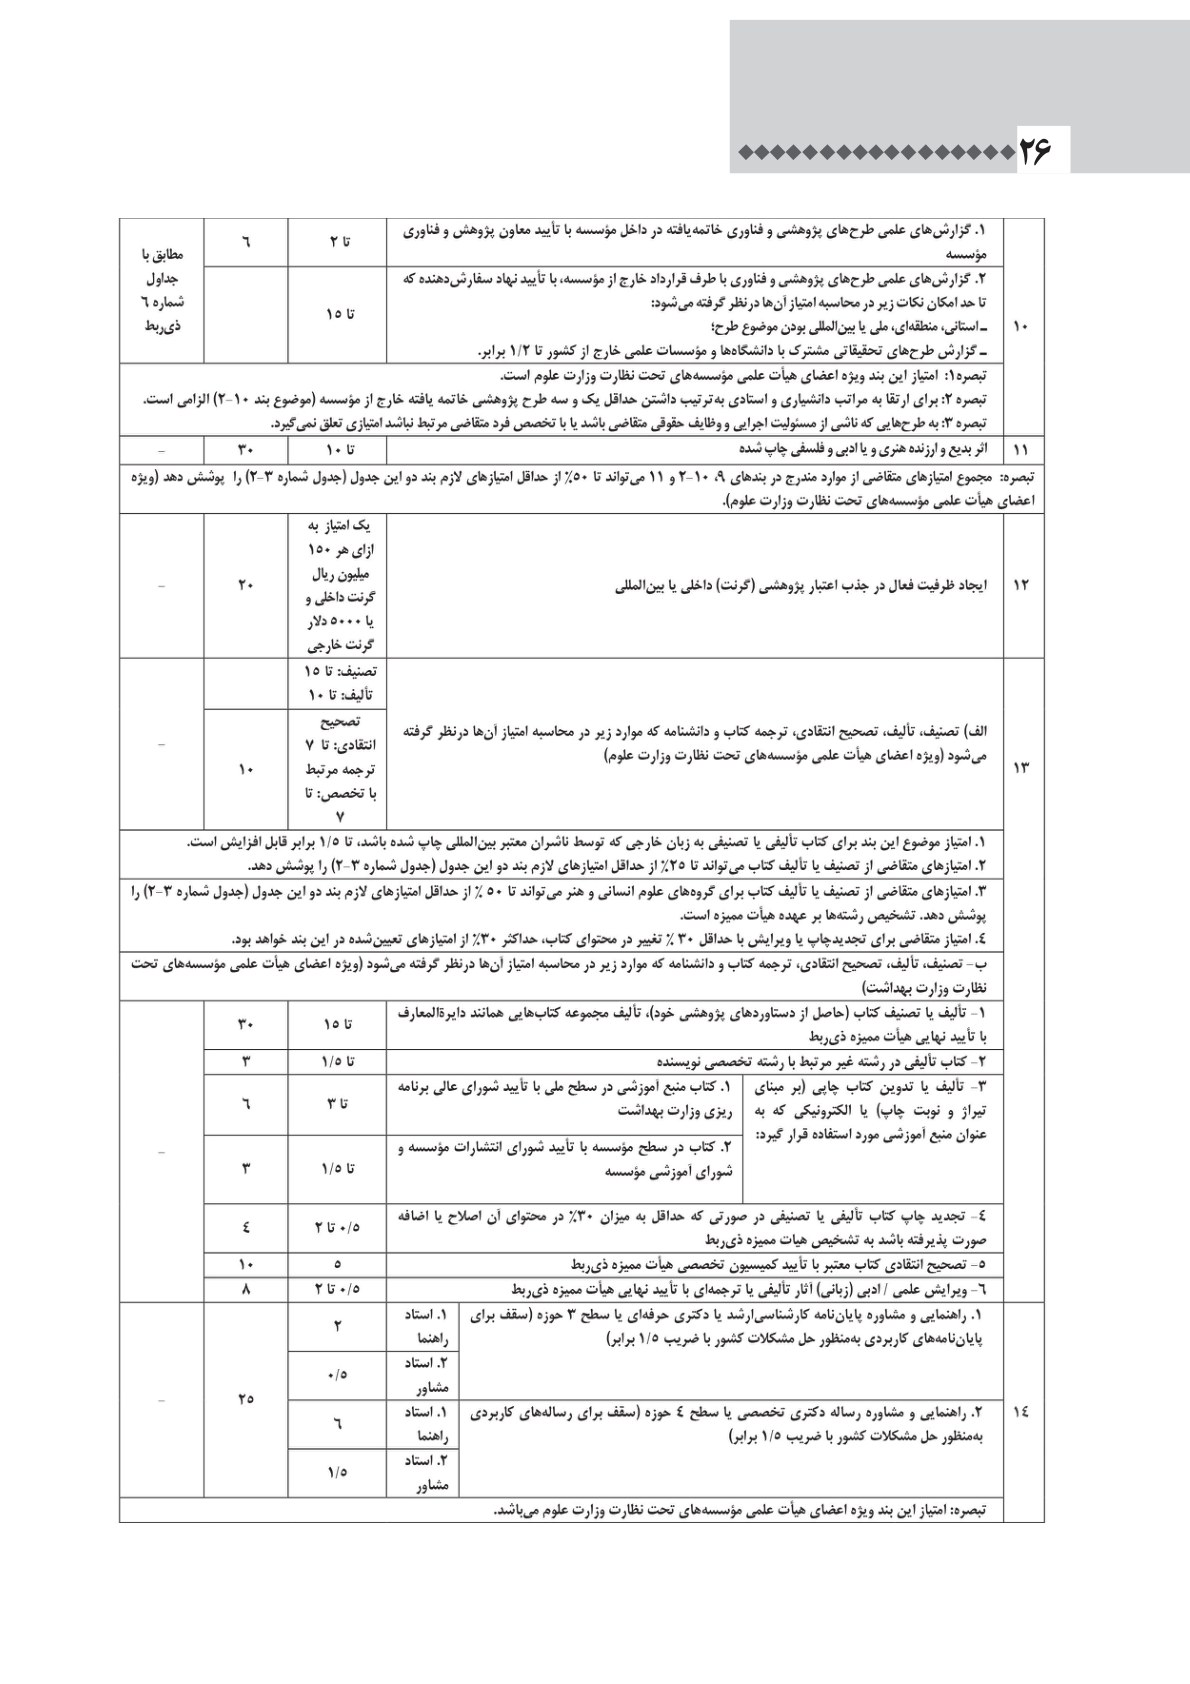 ۲۶
۱۰
۱. گزارش‌های علمی طرح‌های پژوهشی و فناوری خاتمه‌یافته در داخل مؤسسه با تأیید معاون پژوهش و فناوری
مؤسسه
تا ۲
۶
مطابق با
جداول
شماره ۶
ذی‌ربط
۲. گزارش‌های علمی طرح‌های پژوهشی و فناوری با طرف قرارداد خارج از مؤسسه، با تأیید نهاد سفارش‌دهنده که
تا حد امکان نکات زیر در محاسبه امتیاز آن‌ها درنظر گرفته می‌شود:
ـ استانی، منطقه‌ای، ملی یا بین‌المللی بودن موضوع طرح؛
ـ گزارش طرح‌های تحقیقاتی مشترک با دانشگاه‌ها و مؤسسات علمی خارج از کشور تا ۱/۲ برابر.
تا ۱۵
تبصره۱: امتیاز این بند ویژه اعضای هیأت علمی مؤسسه‌های تحت نظارت وزارت علوم است.
تبصره ۲: برای ارتقا به مراتب دانشیاری و استادی به‌ترتیب داشتن حداقل یک و سه طرح پژوهشی خاتمه یافته خارج از مؤسسه (موضوع بند ۱۰-۲) الزامی است.
تبصره ۳: به طرح‌هایی که ناشی از مسئولیت اجرایی و وظایف حقوقی متقاضی باشد یا با تخصص فرد متقاضی مرتبط نباشد امتیازی تعلق نمی‌گیرد.
۱۱
اثر بدیع و ارزنده هنری و یا ادبی و فلسفی چاپ شده
تا ۱۰
۳۰
–
تبصره: مجموع امتیازهای متقاضی از موارد مندرج در بندهای ۹، ۱۰-۲ و ۱۱ می‌تواند تا ۵۰٪ از حداقل امتیازهای لازم بند دو این جدول (جدول شماره ۳-۲) را پوشش دهد (ویژه
اعضای هیأت علمی مؤسسه‌های تحت نظارت وزارت علوم).
۱۲
ایجاد ظرفیت فعال در جذب اعتبار پژوهشی (گرنت) داخلی یا بین‌المللی
یک امتیاز به
ازای هر ۱۵۰
میلیون ریال
گرنت داخلی و
یا ۵۰۰۰ دلار
گرنت خارجی
۲۰
–
۱۳
الف) تصنیف، تألیف، تصحیح انتقادی، ترجمه کتاب و دانشنامه که موارد زیر در محاسبه امتیاز آن‌ها درنظر گرفته
می‌شود (ویژه اعضای هیأت علمی مؤسسه‌های تحت نظارت وزارت علوم)
تصنیف: تا ۱۵
تألیف: تا ۱۰
تصحیح
انتقادی: تا ۷
ترجمه مرتبط
با تخصص: تا
۷
۱۰
–
۱. امتیاز موضوع این بند برای کتاب تألیفی یا تصنیفی به زبان خارجی که توسط ناشران معتبر بین‌المللی چاپ شده باشد، تا ۱/۵ برابر قابل افزایش است.
۲. امتیازهای متقاضی از تصنیف یا تألیف کتاب می‌تواند تا ۲۵٪ از حداقل امتیازهای لازم بند دو این جدول (جدول شماره ۳-۲) را پوشش دهد.
۳. امتیازهای متقاضی از تصنیف یا تألیف کتاب برای گروه‌های علوم انسانی و هنر می‌تواند تا ۵۰ ٪ از حداقل امتیازهای لازم بند دو این جدول (جدول شماره ۳-۲) را
پوشش دهد. تشخیص رشته‌ها بر عهده هیأت ممیزه است.
۴. امتیاز متقاضی برای تجدیدچاپ یا ویرایش با حداقل ۳۰ ٪ تغییر در محتوای کتاب، حداکثر ۳۰٪ از امتیازهای تعیین‌شده در این بند خواهد بود.
ب- تصنیف، تألیف، تصحیح انتقادی، ترجمه کتاب و دانشنامه که موارد زیر در محاسبه امتیاز آن‌ها درنظر گرفته می‌شود (ویژه اعضای هیأت علمی مؤسسه‌های تحت
نظارت وزارت بهداشت)
۱- تألیف یا تصنیف کتاب (حاصل از دستاوردهای پژوهشی خود)، تألیف مجموعه کتاب‌هایی همانند دایرةالمعارف
با تأیید نهایی هیأت ممیزه ذی‌ربط
تا ۱۵
۳۰
–
۲- کتاب تألیفی در رشته غیر مرتبط با رشته تخصصی نویسنده
تا ۱/۵
۳
۳- تألیف یا تدوین کتاب چاپی (بر مبنای
تیراژ و نوبت چاپ) یا الکترونیکی که به
عنوان منبع آموزشی مورد استفاده قرار گیرد:
۱. کتاب منبع آموزشی در سطح ملی با تأیید شورای عالی برنامه
ریزی وزارت بهداشت
تا ۳
۶
۲. کتاب در سطح مؤسسه با تأیید شورای انتشارات مؤسسه و
شورای آموزشی مؤسسه
تا ۱/۵
۳
۴- تجدید چاپ کتاب تألیفی یا تصنیفی در صورتی که حداقل به میزان ۳۰٪ در محتوای آن اصلاح یا اضافه
صورت پذیرفته باشد به تشخیص هیات ممیزه ذی‌ربط
۰/۵ تا ۲
۴
۵- تصحیح انتقادی کتاب معتبر با تأیید کمیسیون تخصصی هیأت ممیزه ذی‌ربط
۵
۱۰
۶- ویرایش علمی / ادبی (زبانی) آثار تألیفی یا ترجمه‌ای با تأیید نهایی هیأت ممیزه ذی‌ربط
۰/۵ تا ۲
۸
۱۴
۱. راهنمایی و مشاوره پایان‌نامه کارشناسی‌ارشد یا دکتری حرفه‌ای یا سطح ۳ حوزه (سقف برای
پایان‌نامه‌های کاربردی به‌منظور حل مشکلات کشور با ضریب ۱/۵ برابر)
۱. استاد
راهنما
۲
۲. استاد
مشاور
۰/۵
۲۵
–
۲. راهنمایی و مشاوره رساله دکتری تخصصی یا سطح ۴ حوزه (سقف برای رساله‌های کاربردی
به‌منظور حل مشکلات کشور با ضریب ۱/۵ برابر)
۱. استاد
راهنما
۶
۲. استاد
مشاور
۱/۵
تبصره: امتیاز این بند ویژه اعضای هیأت علمی مؤسسه‌های تحت نظارت وزارت علوم می‌باشد.